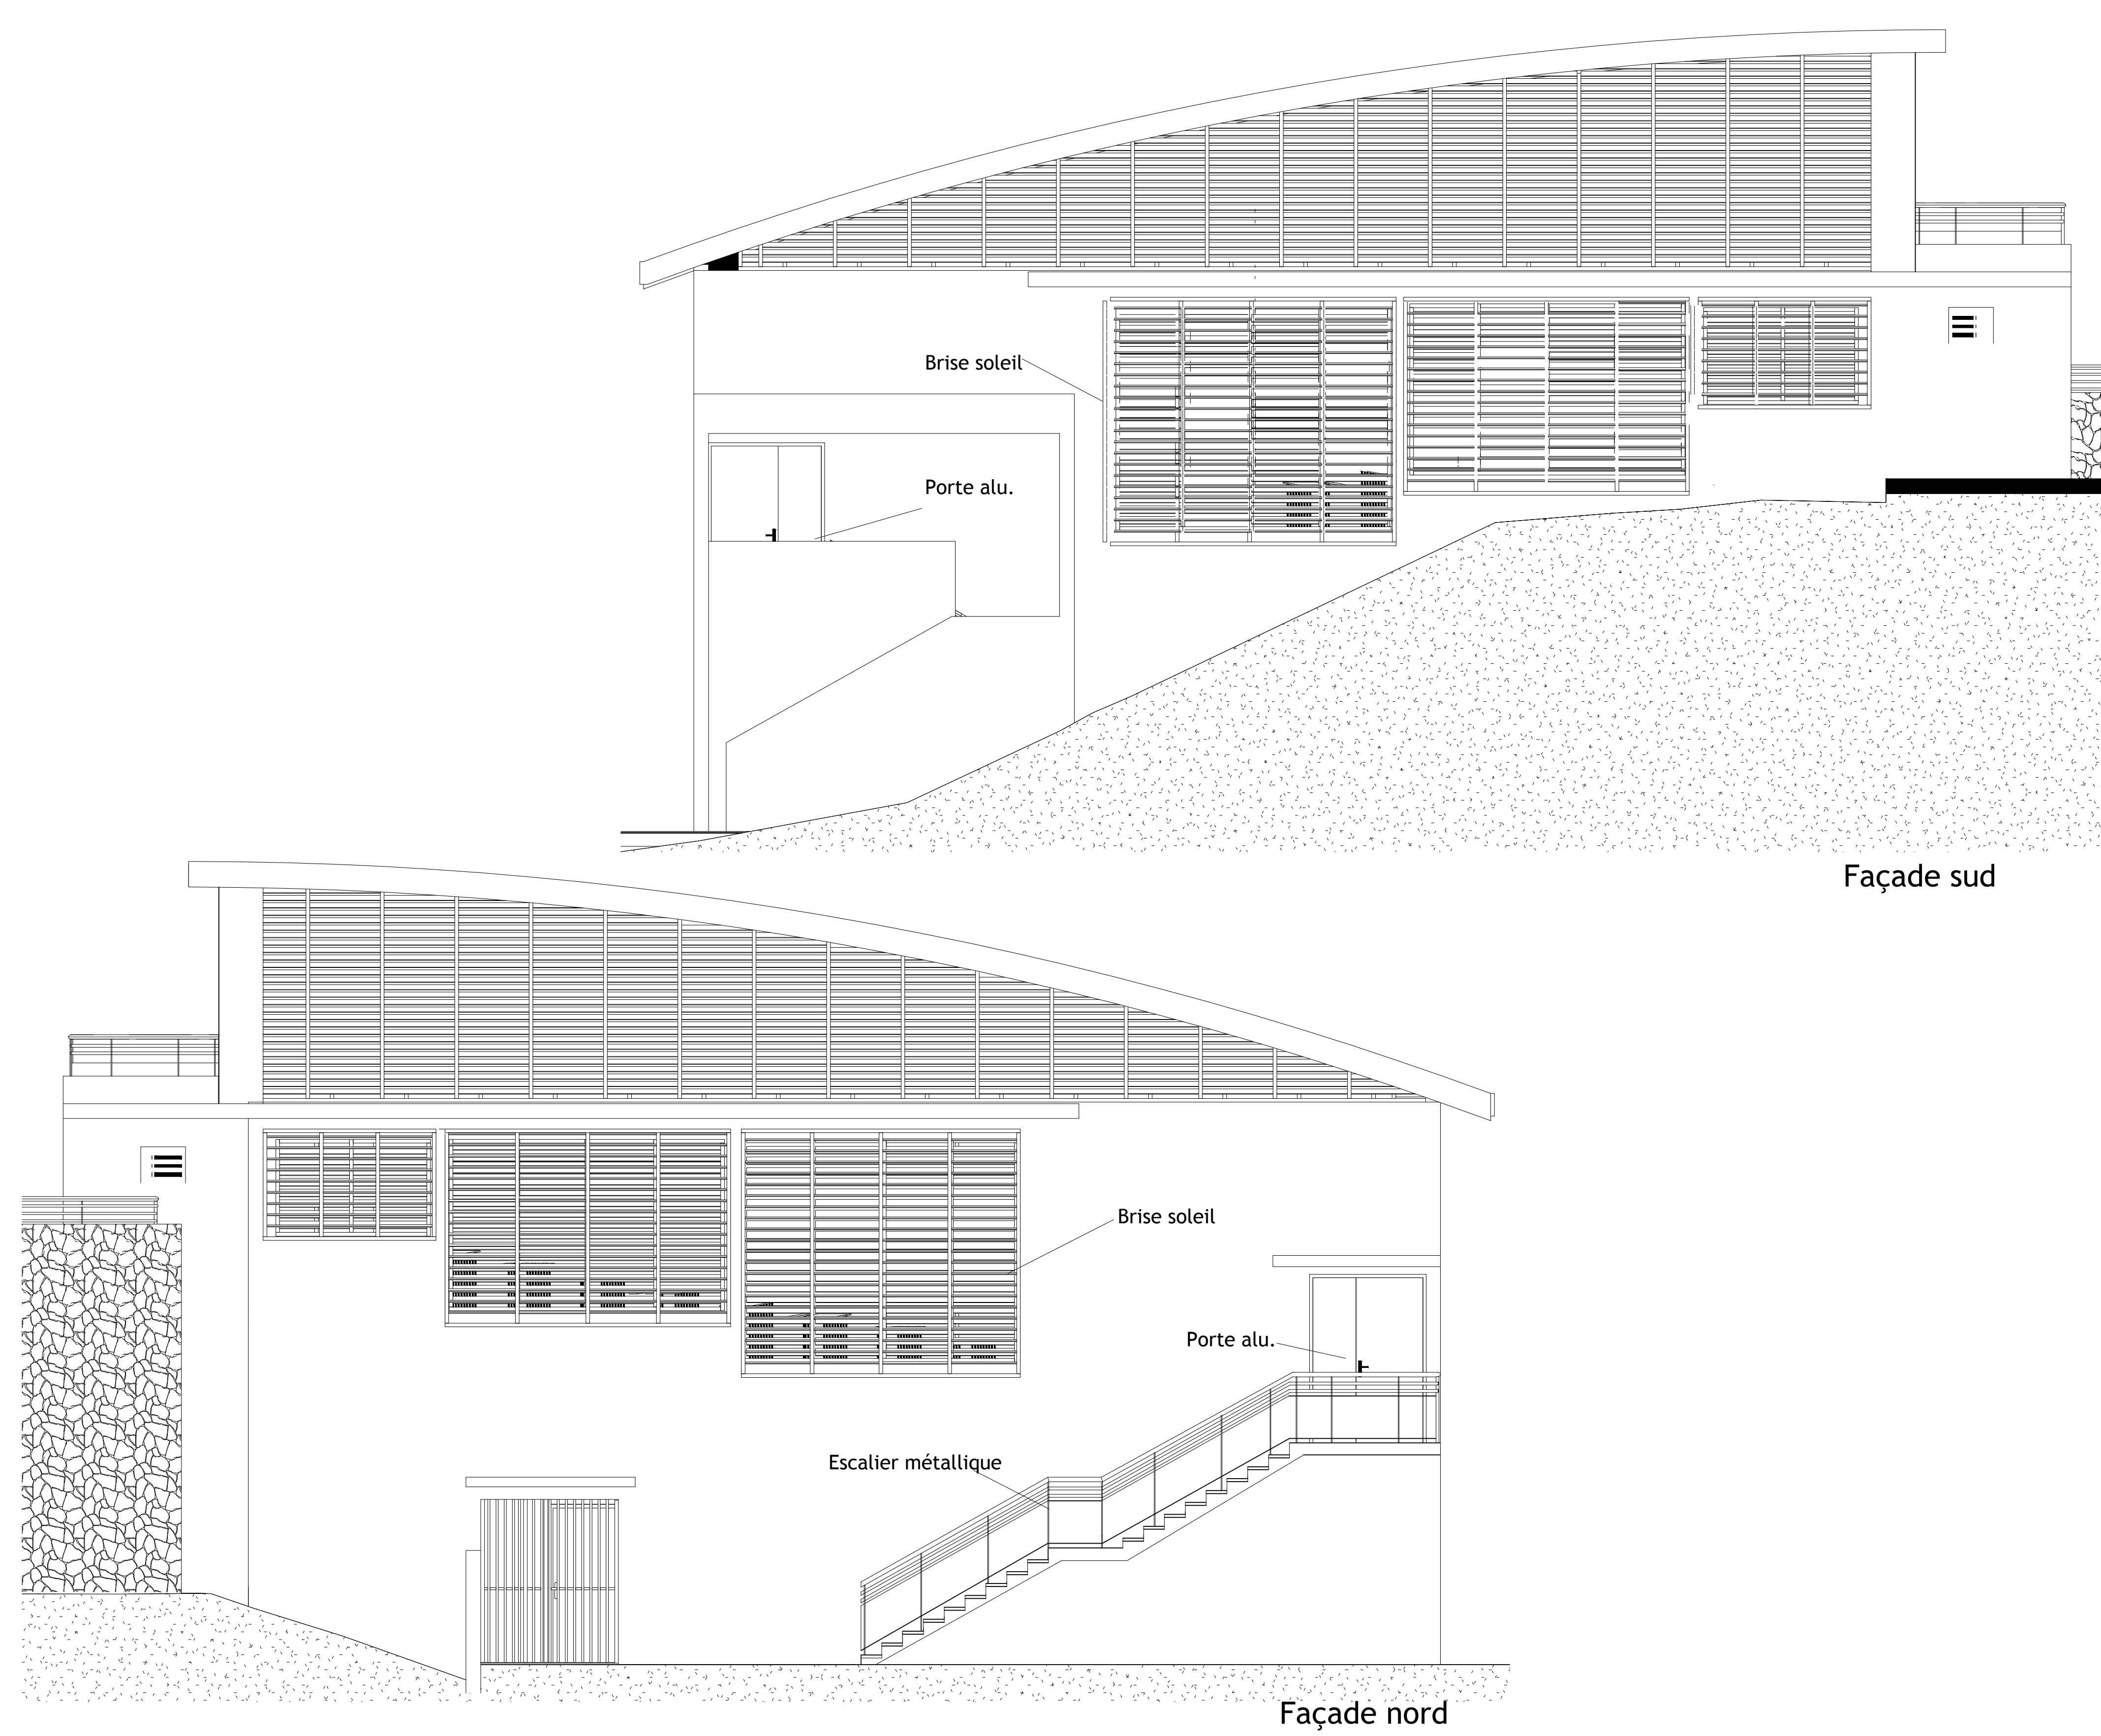 Brise soleil
Porte alu.
Façade sud
Brise soleil
Porte alu.
Escalier métallique
Façade nord